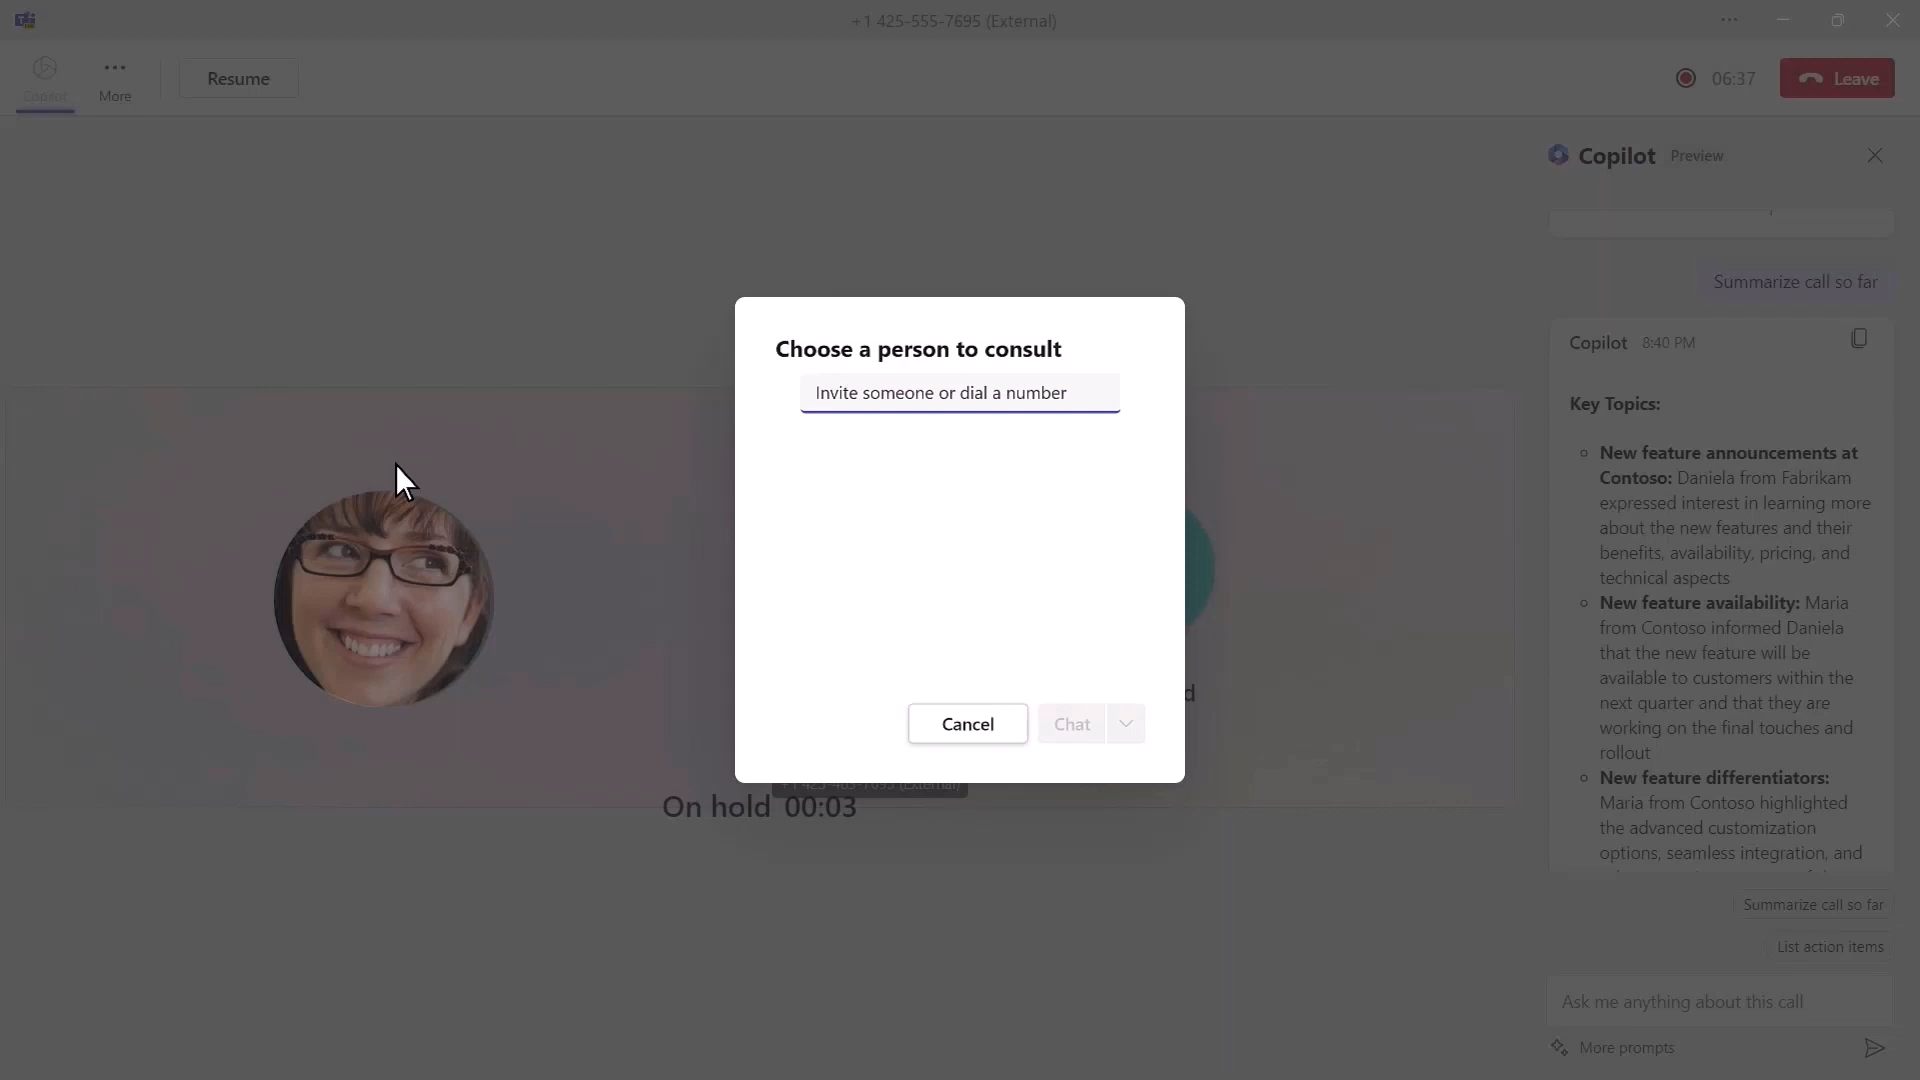 +1 425-555-7695 (External)
Copilot
More
Resume
06:37
Leave
Copilot Preview
Summarize call so far
Copilot 8:40 PM
Key Topics:
New feature announcements at
Contoso: Daniela from Fabrikam
expressed interest in learning more
about the new features and their
benefits, availability, pricing, and
technical aspects
New feature availability: Maria
from Contoso informed Daniela
that the new feature will be
available to customers within the
next quarter and that they are
working on the final touches and
rollout
New feature differentiators:
Maria from Contoso highlighted
the advanced customization
options, seamless integration, and
Summarize call so far
List action items
Ask me anything about this call
More prompts
Choose a person to consult
Invite someone or dial a number
Cancel
Chat
On hold 00:03